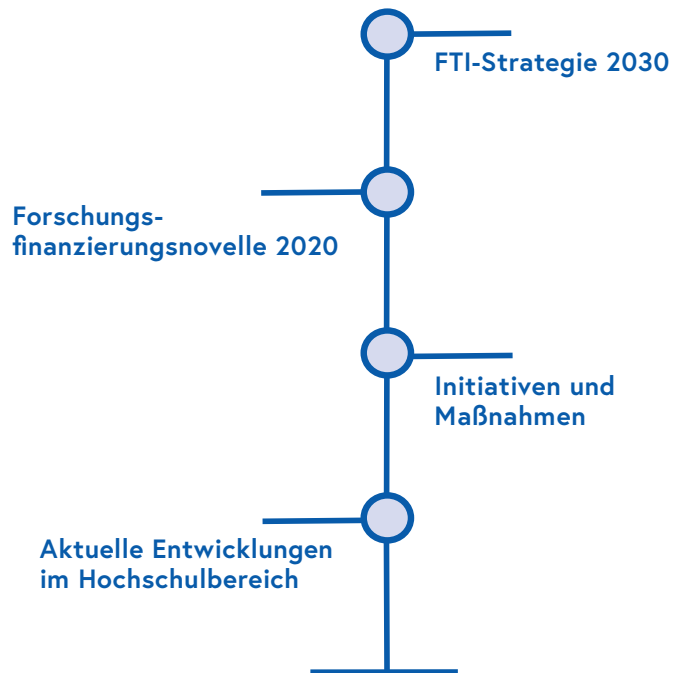 FTI-Strategie 2030
Forschungs-
finanzierungsnovelle 2020
Initiativen und
Maßnahmen
Aktuelle Entwicklungen
im Hochschulbereich